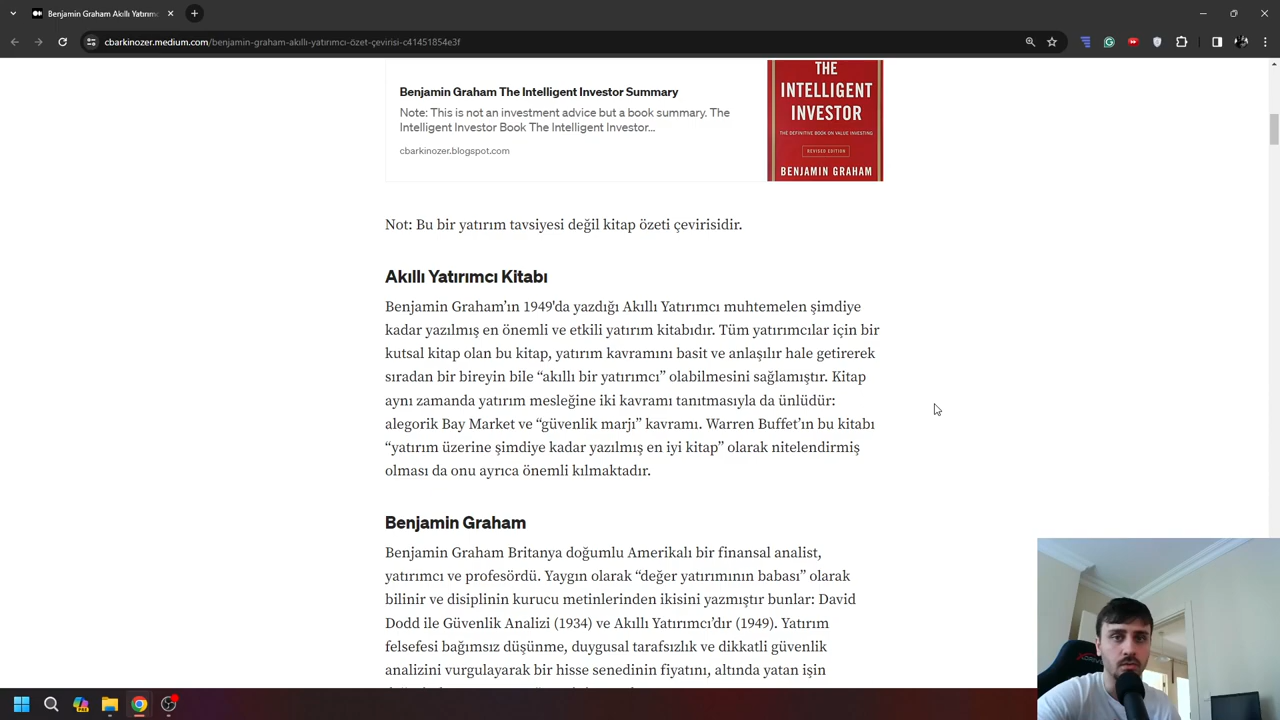 Benjamin Graham Akıllı Yatırımc
cbarkinozer.medium.com/benjamin-graham-akıllı-yatırımcı-özet-çevirisi-c41451854e3f
Benjamin Graham The Intelligent Investor Summary
Note: This is not an investment advice but a book summary. The
Intelligent Investor Book The Intelligent Investor...
cbarkinozer.blogspot.com
THE
INTELLIGENT
INVESTOR
THE DEFINITIVE BOOK ON VALUE INVESTING
REVISED EDITION
BENJAMIN GRAHAM
Not: Bu bir yatırım tavsiyesi değil kitap özeti çevirisidir.
Akıllı Yatırımcı Kitabı
Benjamin Graham’ın 1949'da yazdığı Akıllı Yatırımcı muhtemelen şimdiye
kadar yazılmış en önemli ve etkili yatırım kitabıdır. Tüm yatırımcılar için bir
kutsal kitap olan bu kitap, yatırım kavramını basit ve anlaşılır hale getirerek
sıradan bir bireyin bile “akıllı bir yatırımcı” olabilmesini sağlamıştır. Kitap
aynı zamanda yatırım mesleğine iki kavramı tanıtmasıyla da ünlüdür:
alegorik Bay Market ve “güvenlik marjı” kavramı. Warren Buffet’ın bu kitabı
“yatırım üzerine şimdiye kadar yazılmış en iyi kitap” olarak nitelendirmiş
olması da onu ayrıca önemli kılmaktadır.
Benjamin Graham
Benjamin Graham Britanya doğumlu Amerikalı bir finansal analist,
yatırımcı ve profesördü. Yaygın olarak “değer yatırımının babası” olarak
bilinir ve disiplinin kurucu metinlerinden ikisini yazmıştır bunlar: David
Dodd ile Güvenlik Analizi (1934) ve Akıllı Yatırımcı’dır (1949). Yatırım
felsefesi bağımsız düşünme, duygusal tarafsızlık ve dikkatli güvenlik
analizini vurgulayarak bir hisse senedinin fiyatını, altında yatan işin